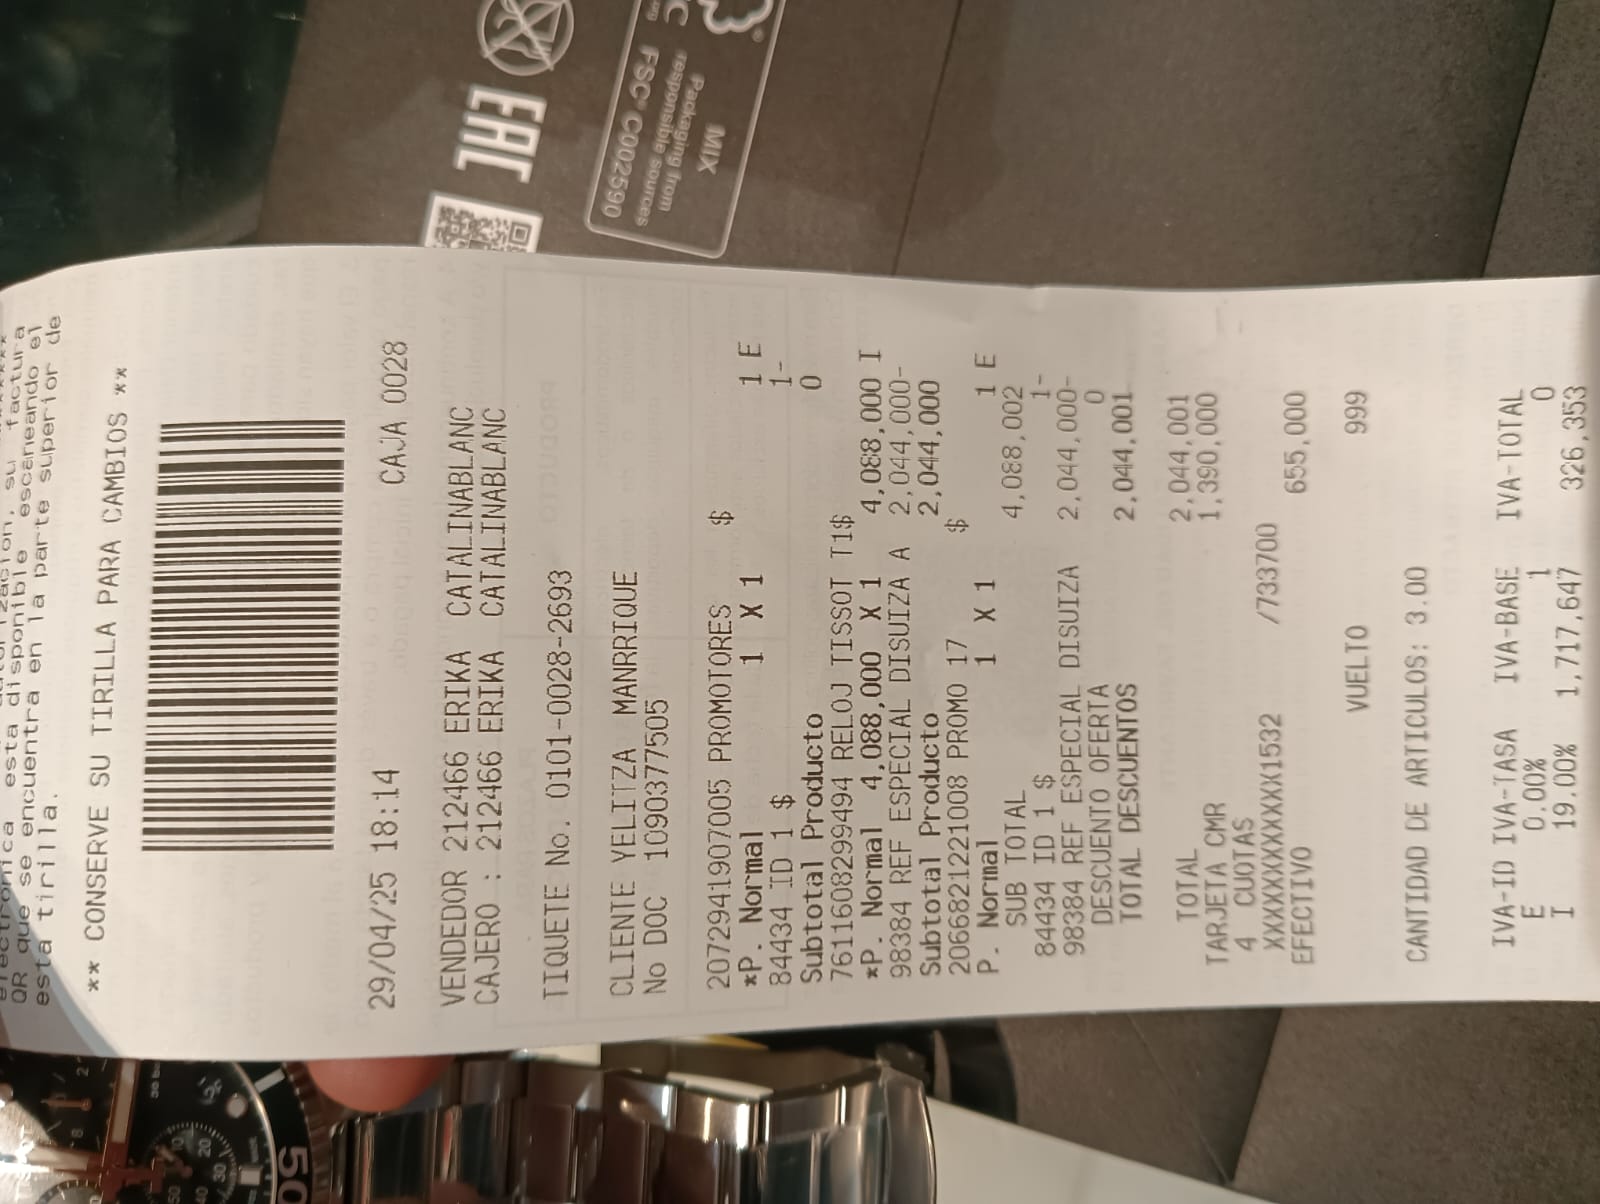 QR que se encuentra esta disponible escaneando el
esta tirilla. en la parte superior de
** CONSERVE SU TIRILLA PARA CAMBIOS **
29/04/25 18:14 CAJA 0028
VENDEDOR 212466 ERIKA CATALINABLANC
CAJERO : 212466 ERIKA CATALINABLANC
TIQUETE No. 0101-0028-2693
CLIENTE YELITZA MANRRIQUE
No DOC 1090377505
2072941907005 PROMOTORES $
*P. Normal 1 X 1 1 E
84434 ID 1 $ 1-
Subtotal Producto 0
7611608299494 RELOJ TISSOT T1$
*P. Normal 4,088,000 X 1 4,088,000 I
98384 REF ESPECIAL DISUIZA A 2,044,000-
Subtotal Producto 2,044,000
2066821221008 PROMO 17 $
P. Normal 1 X 1 1 E
SUB TOTAL 4,088,002
84434 ID 1 $ 1-
98384 REF ESPECIAL DISUIZA 2,044,000-
DESCUENTO OFERTA 0
TOTAL DESCUENTOS 2,044,001
TOTAL 2,044,001
TARJETA CMR 1,390,000
4 CUOTAS
XXXXXXXXXXXX1532 /733700
EFECTIVO 655,000
VUELTO 999
CANTIDAD DE ARTICULOS: 3.00
IVA-ID IVA-TASA IVA-BASE IVA-TOTAL
E 0.00% 1 0
I 19.00% 1,717,647 326,353
EAC
FSC® C002590
MIX
Packaging from
responsible sources
50
10
20
30
40
50